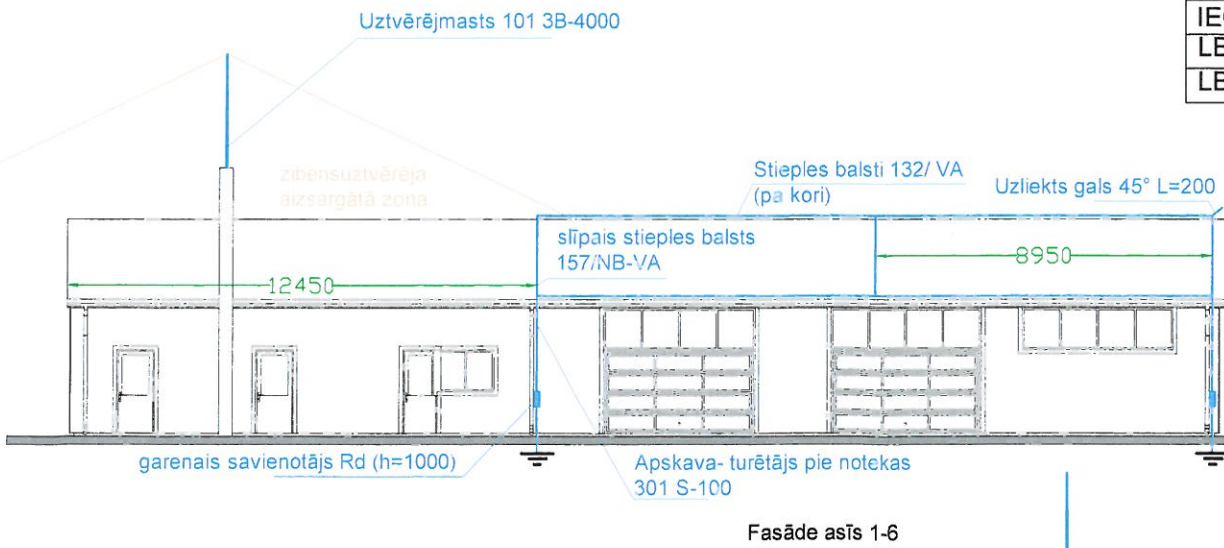 Uztvērējmasts 101 3B-4000
zibensuztvērēja
aizsargātā zona
Stieples balsti 132/ VA
(pa kori)
Uzliekts gals 45° L=200
slīpais stieples balsts
157/NB-VA
12450
8950
garenais savienotājs Rd (h=1000)
Apskava- turētājs pie notekas
301 S-100
Fasāde asīs 1-6